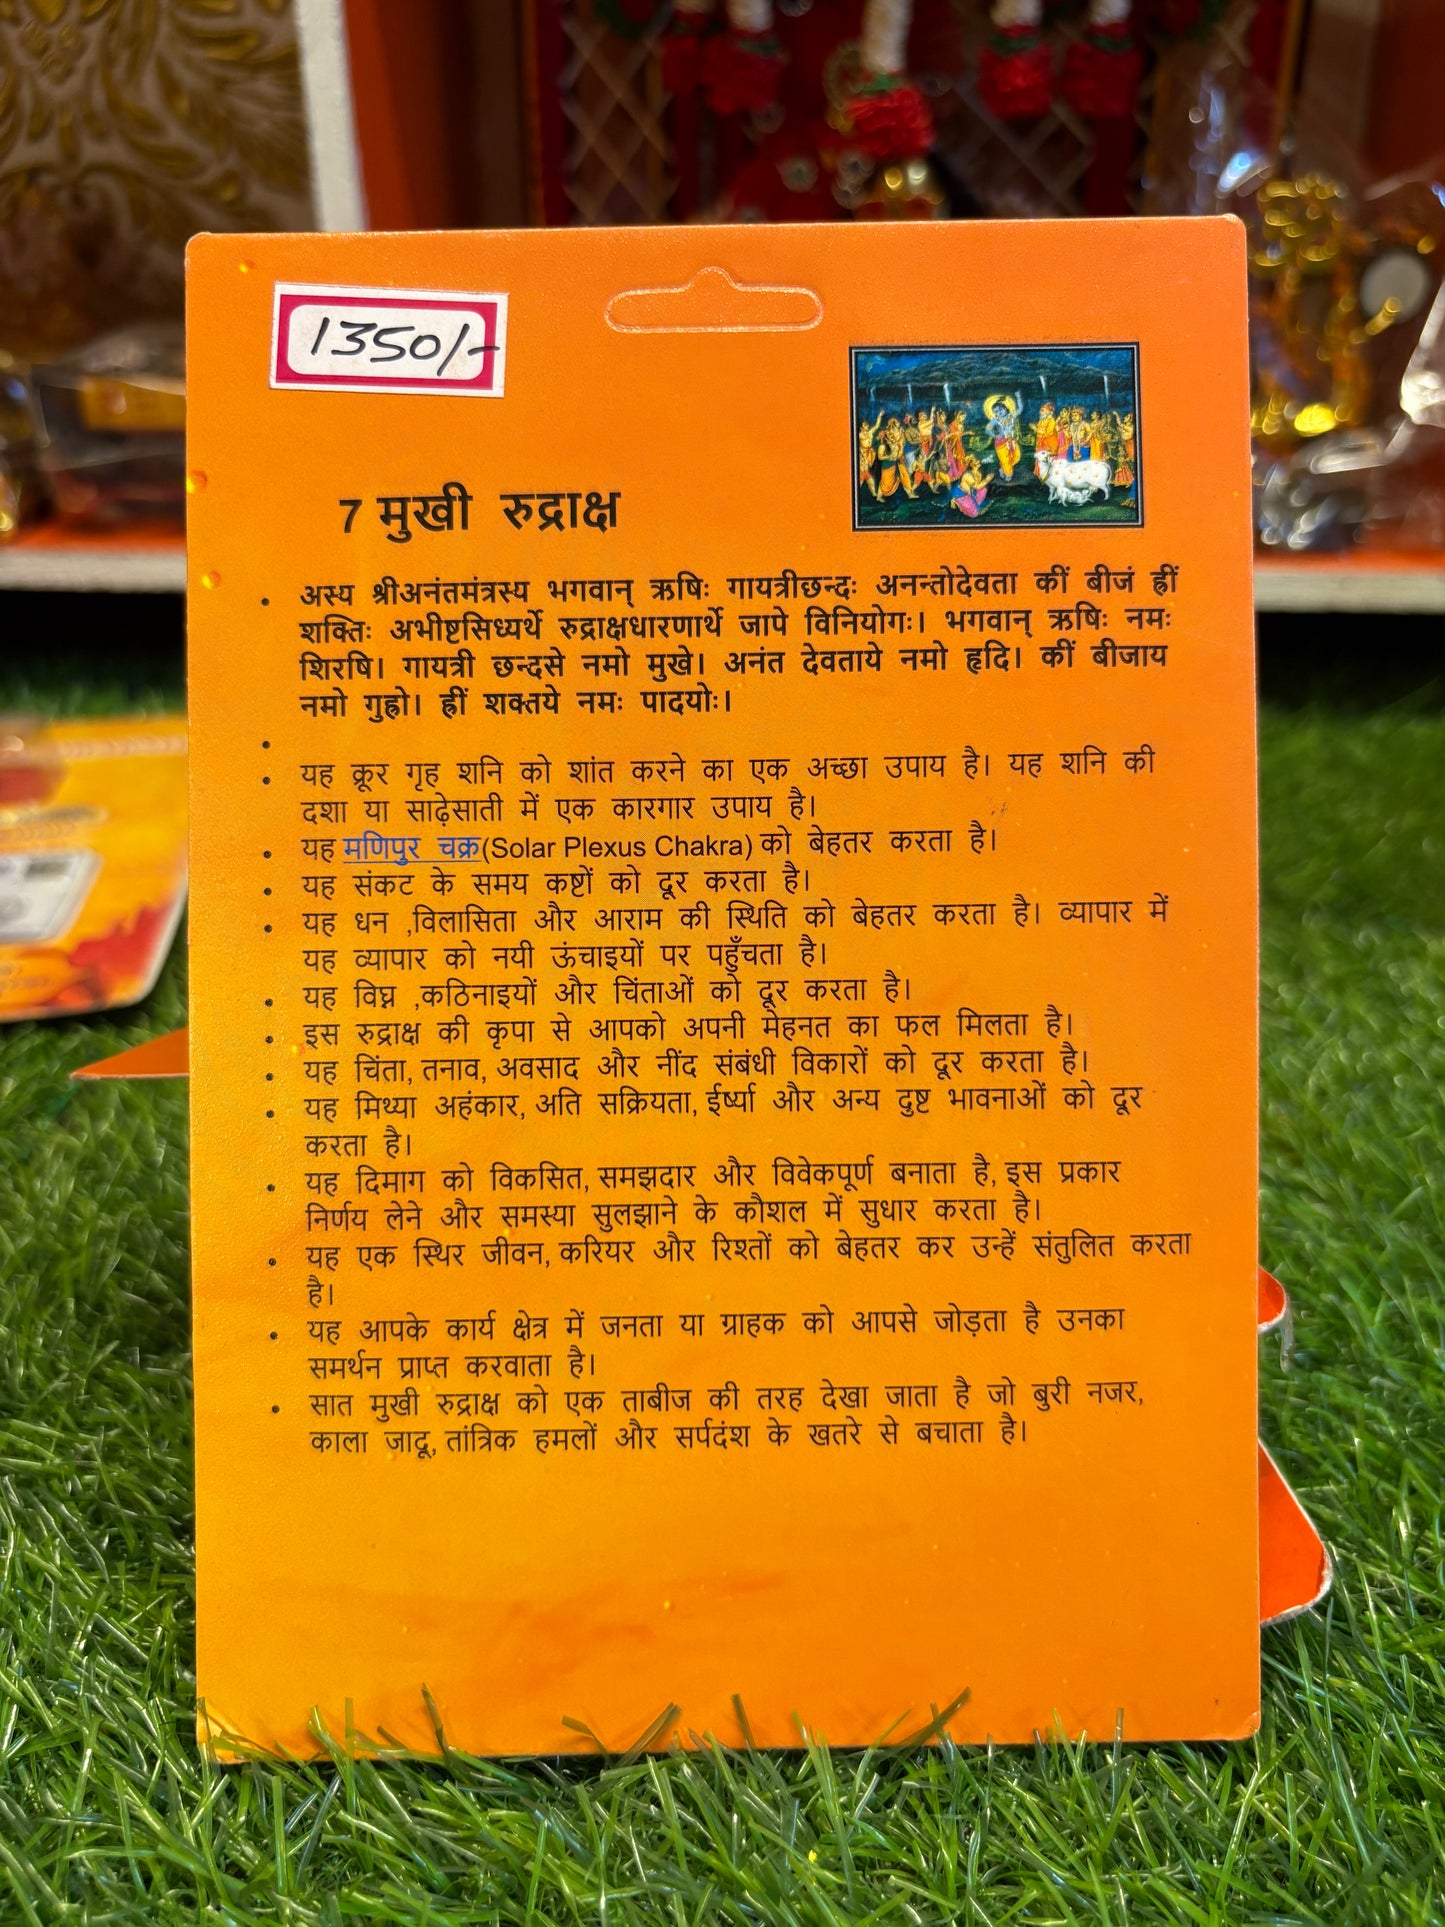 1350/-
7 मुखी रुद्राक्ष
• अस्य श्रीअनंतमंत्रस्य भगवान् ऋषिः गायत्रीछन्दः अनन्तोदेवता कीं बीजं ह्रीं
शक्तिः अभीष्टसिध्यर्थे रुद्राक्षधारणार्थे जापे विनियोगः। भगवान् ऋषिः नमः
शिरषि। गायत्री छन्दसे नमो मुखे। अनंत देवताये नमो हृदि। कीं बीजाय
नमो गुह्रो। ह्रीं शक्तये नमः पादयोः।
•
• यह क्रूर गृह शनि को शांत करने का एक अच्छा उपाय है। यह शनि की
दशा या साढ़ेसाती में एक कारगार उपाय है।
• यह मणिपुर चक्र(Solar Plexus Chakra) को बेहतर करता है।
• यह संकट के समय कष्टों को दूर करता है।
• यह धन ,विलासिता और आराम की स्थिति को बेहतर करता है। व्यापार में
यह व्यापार को नयी ऊंचाइयों पर पहुँचता है।
• यह विघ्न ,कठिनाइयों और चिंताओं को दूर करता है।
• इस रुद्राक्ष की कृपा से आपको अपनी मेहनत का फल मिलता है।
• यह चिंता, तनाव, अवसाद और नींद संबंधी विकारों को दूर करता है।
• यह मिथ्या अहंकार, अति सक्रियता, ईर्ष्या और अन्य दुष्ट भावनाओं को दूर
करता है।
• यह दिमाग को विकसित, समझदार और विवेकपूर्ण बनाता है, इस प्रकार
निर्णय लेने और समस्या सुलझाने के कौशल में सुधार करता है।
• यह एक स्थिर जीवन, करियर और रिश्तों को बेहतर कर उन्हें संतुलित करता
है।
• यह आपके कार्य क्षेत्र में जनता या ग्राहक को आपसे जोड़ता है उनका
समर्थन प्राप्त करवाता है।
• सात मुखी रुद्राक्ष को एक ताबीज की तरह देखा जाता है जो बुरी नजर,
काला जादू, तांत्रिक हमलों और सर्पदंश के खतरे से बचाता है।